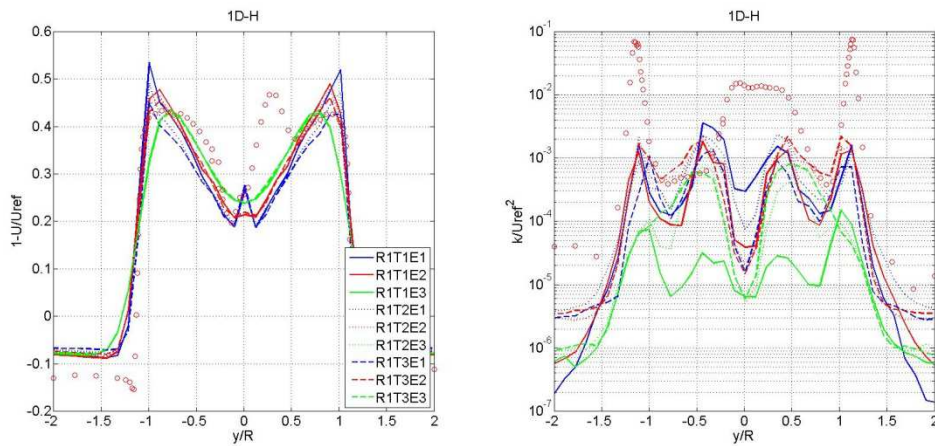 1D-H
0.6
0.5
0.4
0.3
0.2
0.1
0
-0.1
-0.2
1-U/Uref
-2 -1.5 -1 -0.5 0 0.5 1 1.5 2
y/R
R1T1E1
R1T1E2
R1T1E3
R1T2E1
R1T2E2
R1T2E3
R1T3E1
R1T3E2
R1T3E3
1D-H
10-1
10-2
10-3
10-4
10-5
10-6
10-7
k/Uref2
-2 -1.5 -1 -0.5 0 0.5 1 1.5 2
y/R